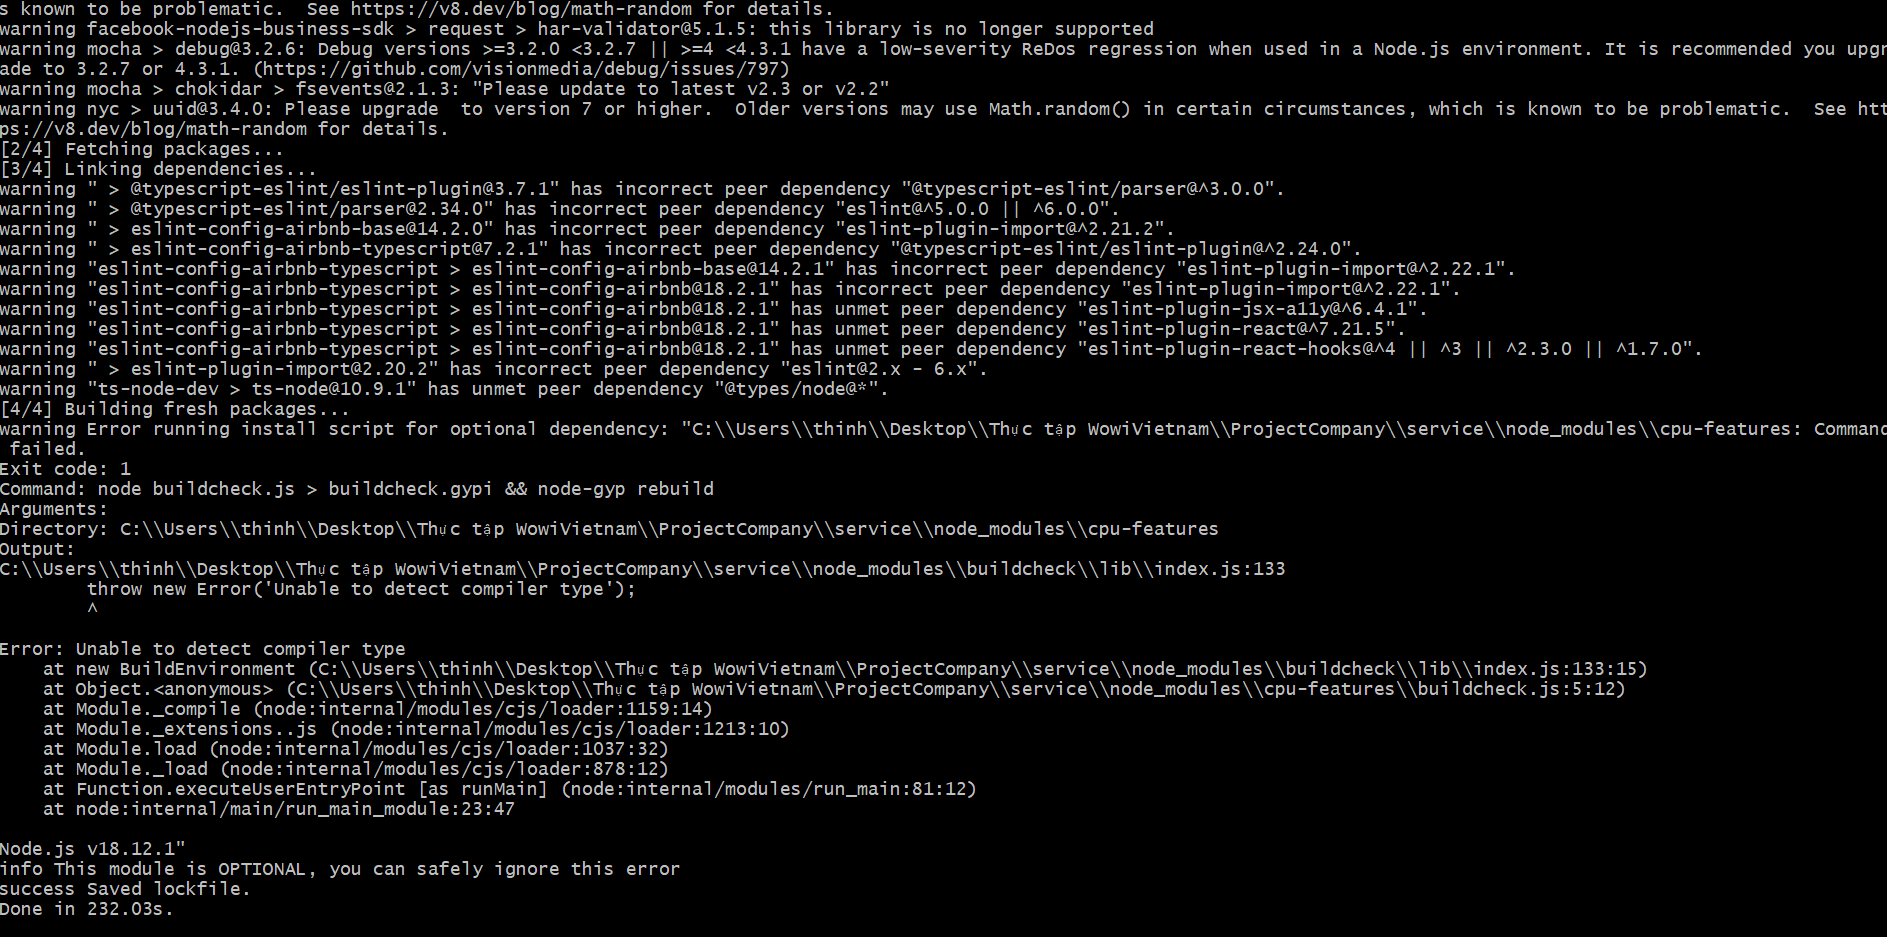 s known to be problematic.  See https://v8.dev/blog/math-random for details.
warning facebook-nodejs-business-sdk > request > har-validator@5.1.5: this library is no longer supported
warning mocha > debug@3.2.6: Debug versions >=3.2.0 <3.2.7 || >=4 <4.3.1 have a low-severity ReDos regression when used in a Node.js environment. It is recommended you upgr
ade to 3.2.7 or 4.3.1. (https://github.com/visionmedia/debug/issues/797)
warning mocha > chokidar > fsevents@2.1.3: "Please update to latest v2.3 or v2.2"
warning nyc > uuid@3.4.0: Please upgrade  to version 7 or higher.  Older versions may use Math.random() in certain circumstances, which is known to be problematic.  See htt
ps://v8.dev/blog/math-random for details.
[2/4] Fetching packages...
[3/4] Linking dependencies...
warning " > @typescript-eslint/eslint-plugin@3.7.1" has incorrect peer dependency "@typescript-eslint/parser@^3.0.0".
warning " > @typescript-eslint/parser@2.34.0" has incorrect peer dependency "eslint@^5.0.0 || ^6.0.0".
warning " > eslint-config-airbnb-base@14.2.0" has incorrect peer dependency "eslint-plugin-import@^2.21.2".
warning " > eslint-config-airbnb-typescript@7.2.1" has incorrect peer dependency "@typescript-eslint/eslint-plugin@^2.24.0".
warning "eslint-config-airbnb-typescript > eslint-config-airbnb-base@14.2.1" has incorrect peer dependency "eslint-plugin-import@^2.22.1".
warning "eslint-config-airbnb-typescript > eslint-config-airbnb@18.2.1" has incorrect peer dependency "eslint-plugin-import@^2.22.1".
warning "eslint-config-airbnb-typescript > eslint-config-airbnb@18.2.1" has unmet peer dependency "eslint-plugin-jsx-a11y@^6.4.1".
warning "eslint-config-airbnb-typescript > eslint-config-airbnb@18.2.1" has unmet peer dependency "eslint-plugin-react@^7.21.5".
warning "eslint-config-airbnb-typescript > eslint-config-airbnb@18.2.1" has unmet peer dependency "eslint-plugin-react-hooks@^4 || ^3 || ^2.3.0 || ^1.7.0".
warning " > eslint-plugin-import@2.20.2" has incorrect peer dependency "eslint@2.x - 6.x".
warning "ts-node-dev > ts-node@10.9.1" has unmet peer dependency "@types/node@*".
[4/4] Building fresh packages...
warning Error running install script for optional dependency: "C:\\Users\\thinh\\Desktop\\Thực tập WowiVietnam\\ProjectCompany\\service\\node_modules\\cpu-features: Command
 failed.
Exit code: 1
Command: node buildcheck.js > buildcheck.gypi && node-gyp rebuild
Arguments:
Directory: C:\\Users\\thinh\\Desktop\\Thực tập WowiVietnam\\ProjectCompany\\service\\node_modules\\cpu-features
Output:
C:\\Users\\thinh\\Desktop\\Thực tập WowiVietnam\\ProjectCompany\\service\\node_modules\\buildcheck\\lib\\index.js:133
        throw new Error('Unable to detect compiler type');
        ^
Error: Unable to detect compiler type
    at new BuildEnvironment (C:\\Users\\thinh\\Desktop\\Thực tập WowiVietnam\\ProjectCompany\\service\\node_modules\\buildcheck\\lib\\index.js:133:15)
    at Object.<anonymous> (C:\\Users\\thinh\\Desktop\\Thực tập WowiVietnam\\ProjectCompany\\service\\node_modules\\cpu-features\\buildcheck.js:5:12)
    at Module._compile (node:internal/modules/cjs/loader:1159:14)
    at Module._extensions..js (node:internal/modules/cjs/loader:1213:10)
    at Module.load (node:internal/modules/cjs/loader:1037:32)
    at Module._load (node:internal/modules/cjs/loader:878:12)
    at Function.executeUserEntryPoint [as runMain] (node:internal/modules/run_main:81:12)
    at node:internal/main/run_main_module:23:47
Node.js v18.12.1"
info This module is OPTIONAL, you can safely ignore this error
success Saved lockfile.
Done in 232.03s.